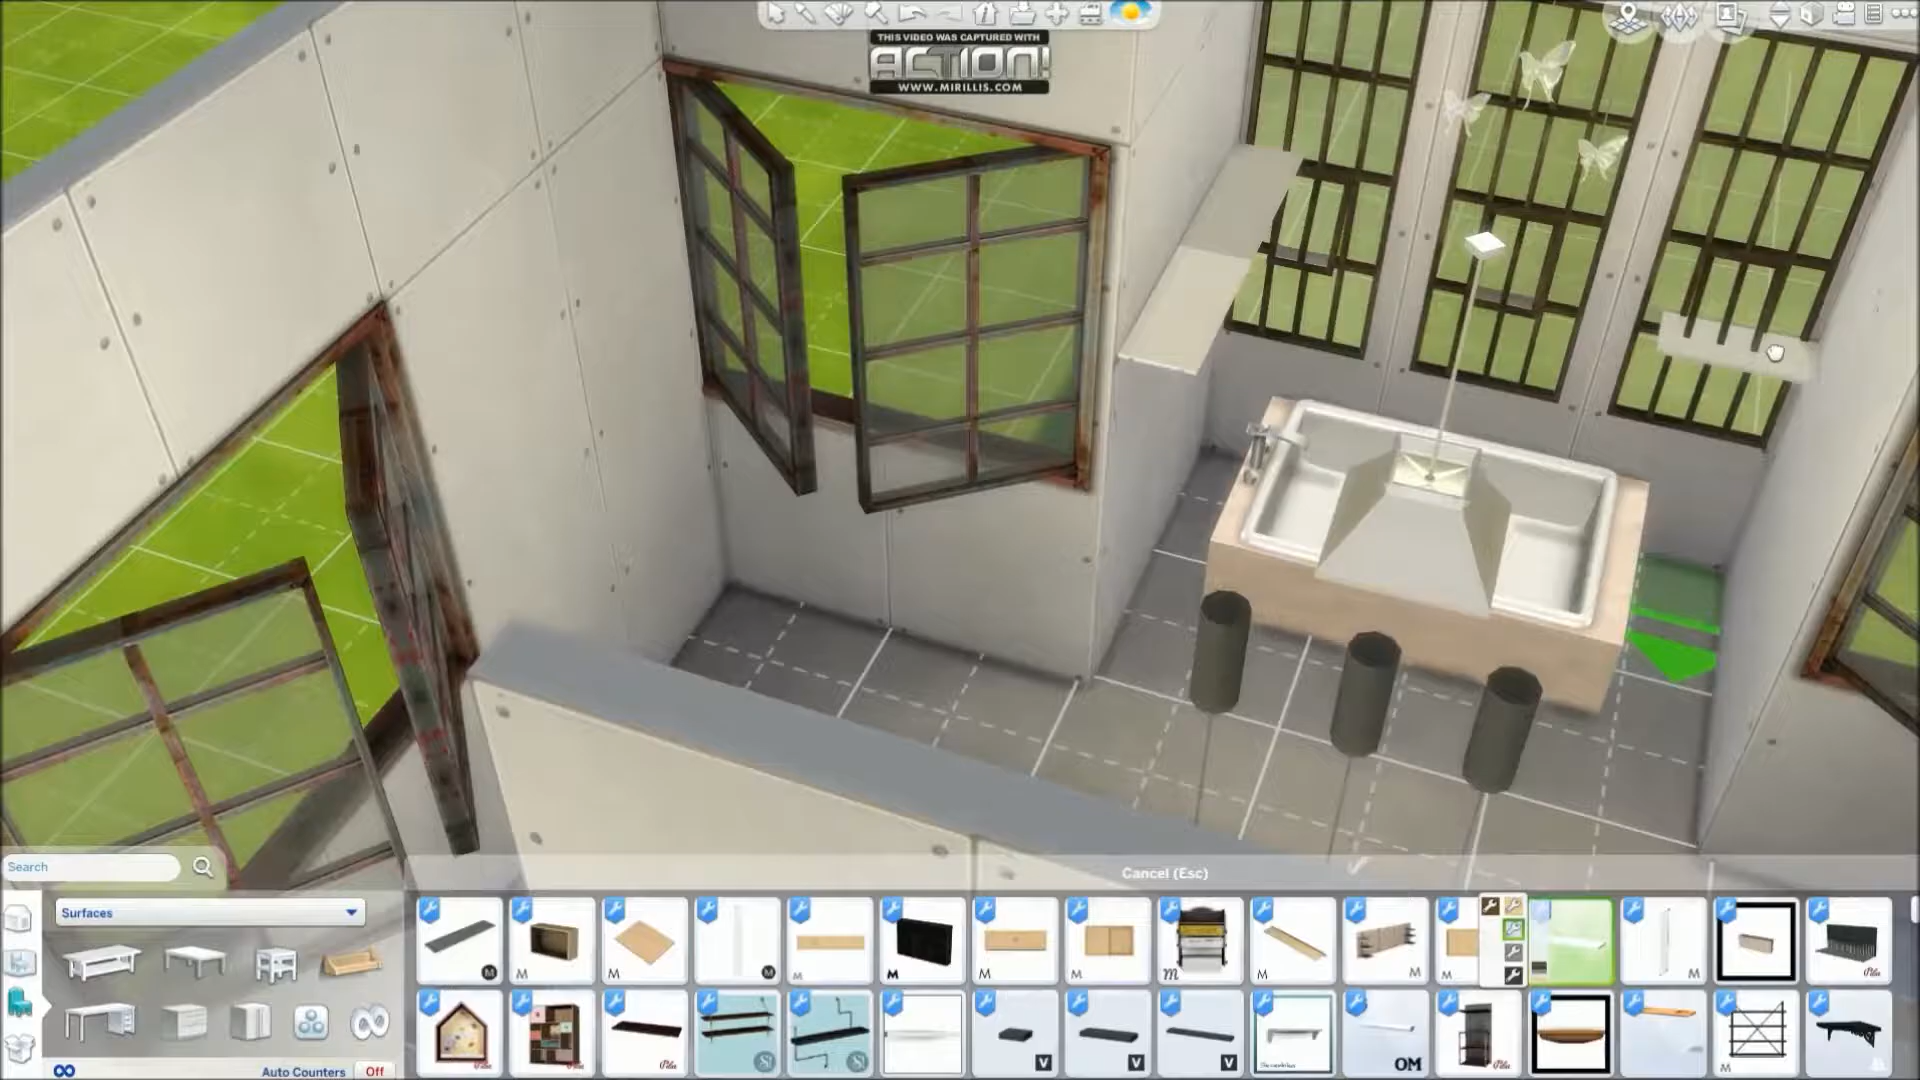 THIS VIDEO WAS CAPTURED WITH
ACTION!
WWW.MIRILLIS.COM
Cancel (Esc)
Search
Surfaces
Auto Counters Off
M M M M M M M M M M M M
V V V OM M